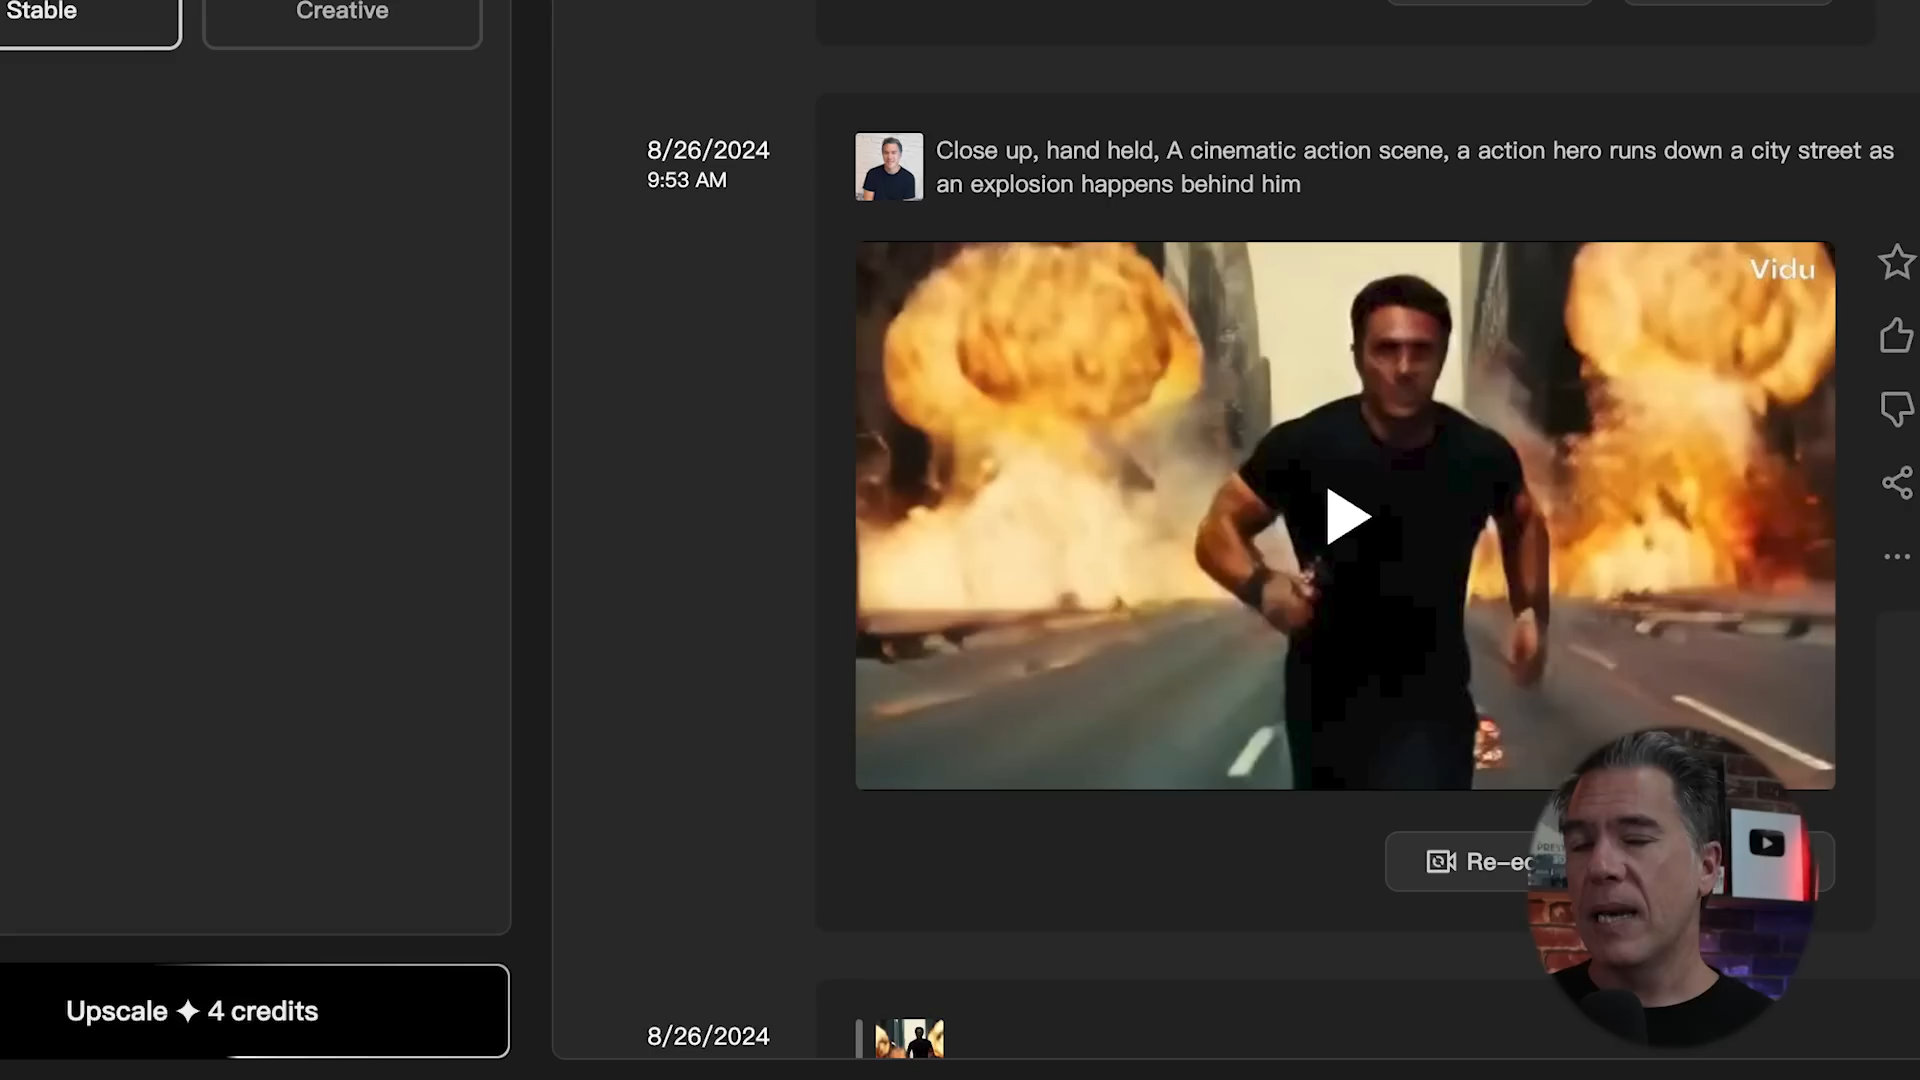 Stable
Creative
8/26/2024
9:53 AM
Close up, hand held, A cinematic action scene, a action hero runs down a city street as
an explosion happens behind him
Vidu
Re-ed
Upscale ✦ 4 credits
8/26/2024